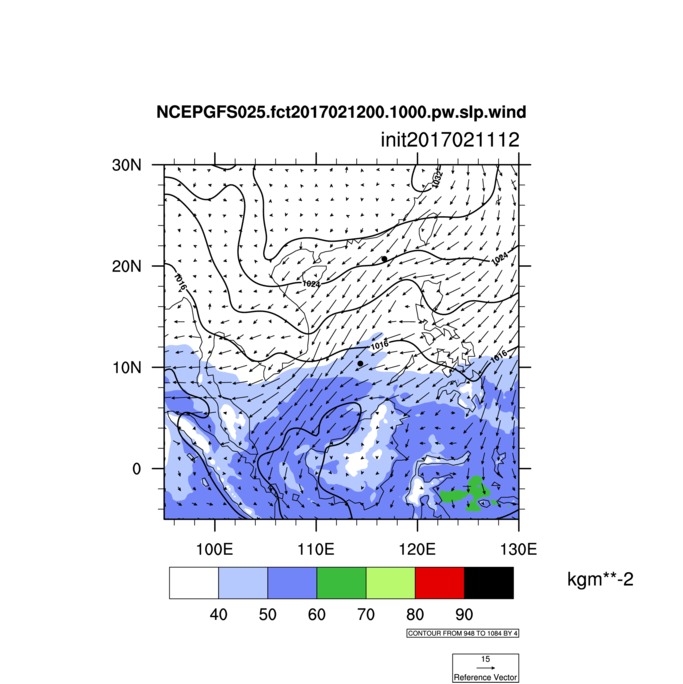 NCEPGFS025.fct2017021200.1000.pw.slp.wind
init2017021112
30N
1032
20N
1024
1016
1024
1016
1016
10N
0
100E 110E 120E 130E
kgm**-2
40 50 60 70 80 90
CONTOUR FROM 948 TO 1084 BY 4
15
Reference Vector